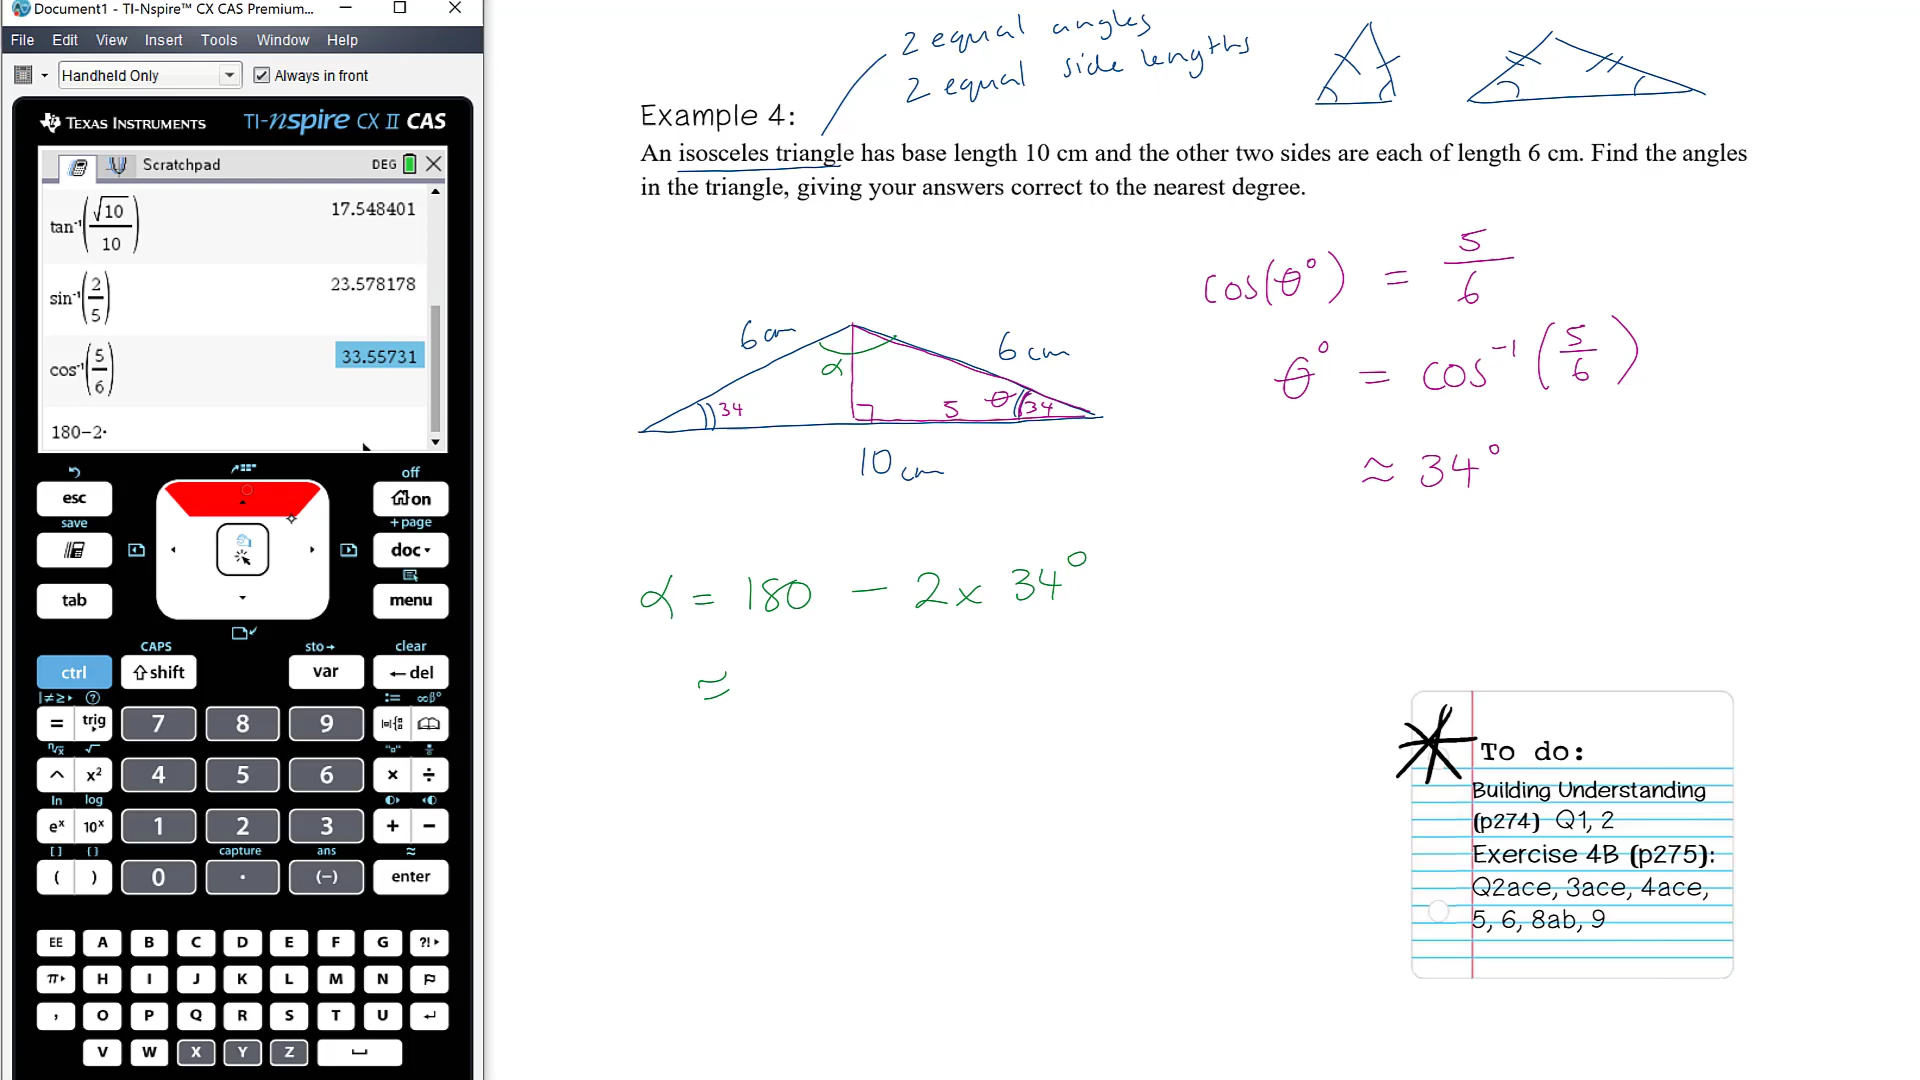 Document1 - TI-Nspire™ CX CAS Premium...
File Edit View Insert Tools Window Help
Handheld Only
Always in front
TEXAS INSTRUMENTS TI-nspire CX II CAS
Scratchpad DEG
tan⁻¹(√10/10) 17.548401
sin⁻¹(2/5) 23.578178
cos⁻¹(5/6) 33.55731
180−2·
off
esc
on
save
+ page
doc
tab
menu
CAPS sto→ clear
ctrl shift var ←del
|≠≥▸ ? := ∞β°
= trig 7 8 9
ⁿ√x √
^ x² 4 5 6 × ÷
ln log
eˣ 10ˣ 1 2 3 + −
[ ] { } capture ans ≈
( ) 0 . (−) enter
EE A B C D E F G ?!▸
π▸ H I J K L M N
, O P Q R S T U
V W X Y Z
2 equal angles
2 equal side lengths
Example 4:
An isosceles triangle has base length 10 cm and the other two sides are each of length 6 cm. Find the angles
in the triangle, giving your answers correct to the nearest degree.
6cm
6cm
α
34
5
θ
34
10cm
cos(θ°) = 5/6
θ° = cos⁻¹(5/6)
≈ 34°
α = 180 − 2 x 34°
≈
To do:
Building Understanding
(p274) Q1, 2
Exercise 4B (p275):
Q2ace, 3ace, 4ace,
5, 6, 8ab, 9